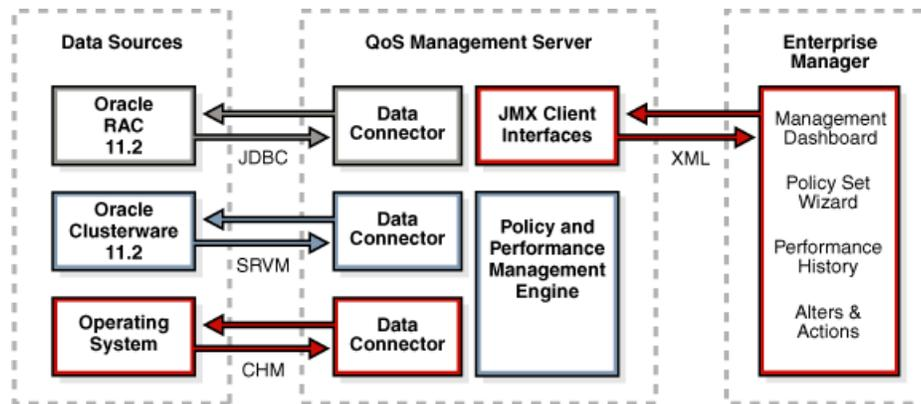 Data Sources
QoS Management Server
Enterprise
Manager
Oracle
RAC
11.2
JDBC
Data
Connector
JMX Client
Interfaces
XML
Management
Dashboard
Policy Set
Wizard
Performance
History
Alters &
Actions
Oracle
Clusterware
11.2
SRVM
Data
Connector
Policy and
Performance
Management
Engine
Operating
System
CHM
Data
Connector